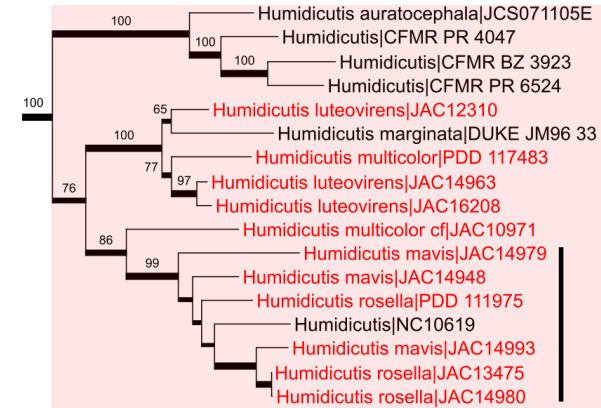 100
Humidicutis auratocephala|JCS071105E
100
Humidicutis|CFMR PR 4047
100
Humidicutis|CFMR BZ 3923
Humidicutis|CFMR PR 6524
100
65
Humidicutis luteovirens|JAC12310
Humidicutis marginata|DUKE JM96 33
100
77
Humidicutis multicolor|PDD 117483
97
Humidicutis luteovirens|JAC14963
Humidicutis luteovirens|JAC16208
76
86
Humidicutis multicolor cf|JAC10971
99
Humidicutis mavis|JAC14979
Humidicutis mavis|JAC14948
Humidicutis rosella|PDD 111975
Humidicutis|NC10619
Humidicutis mavis|JAC14993
Humidicutis rosella|JAC13475
Humidicutis rosella|JAC14980